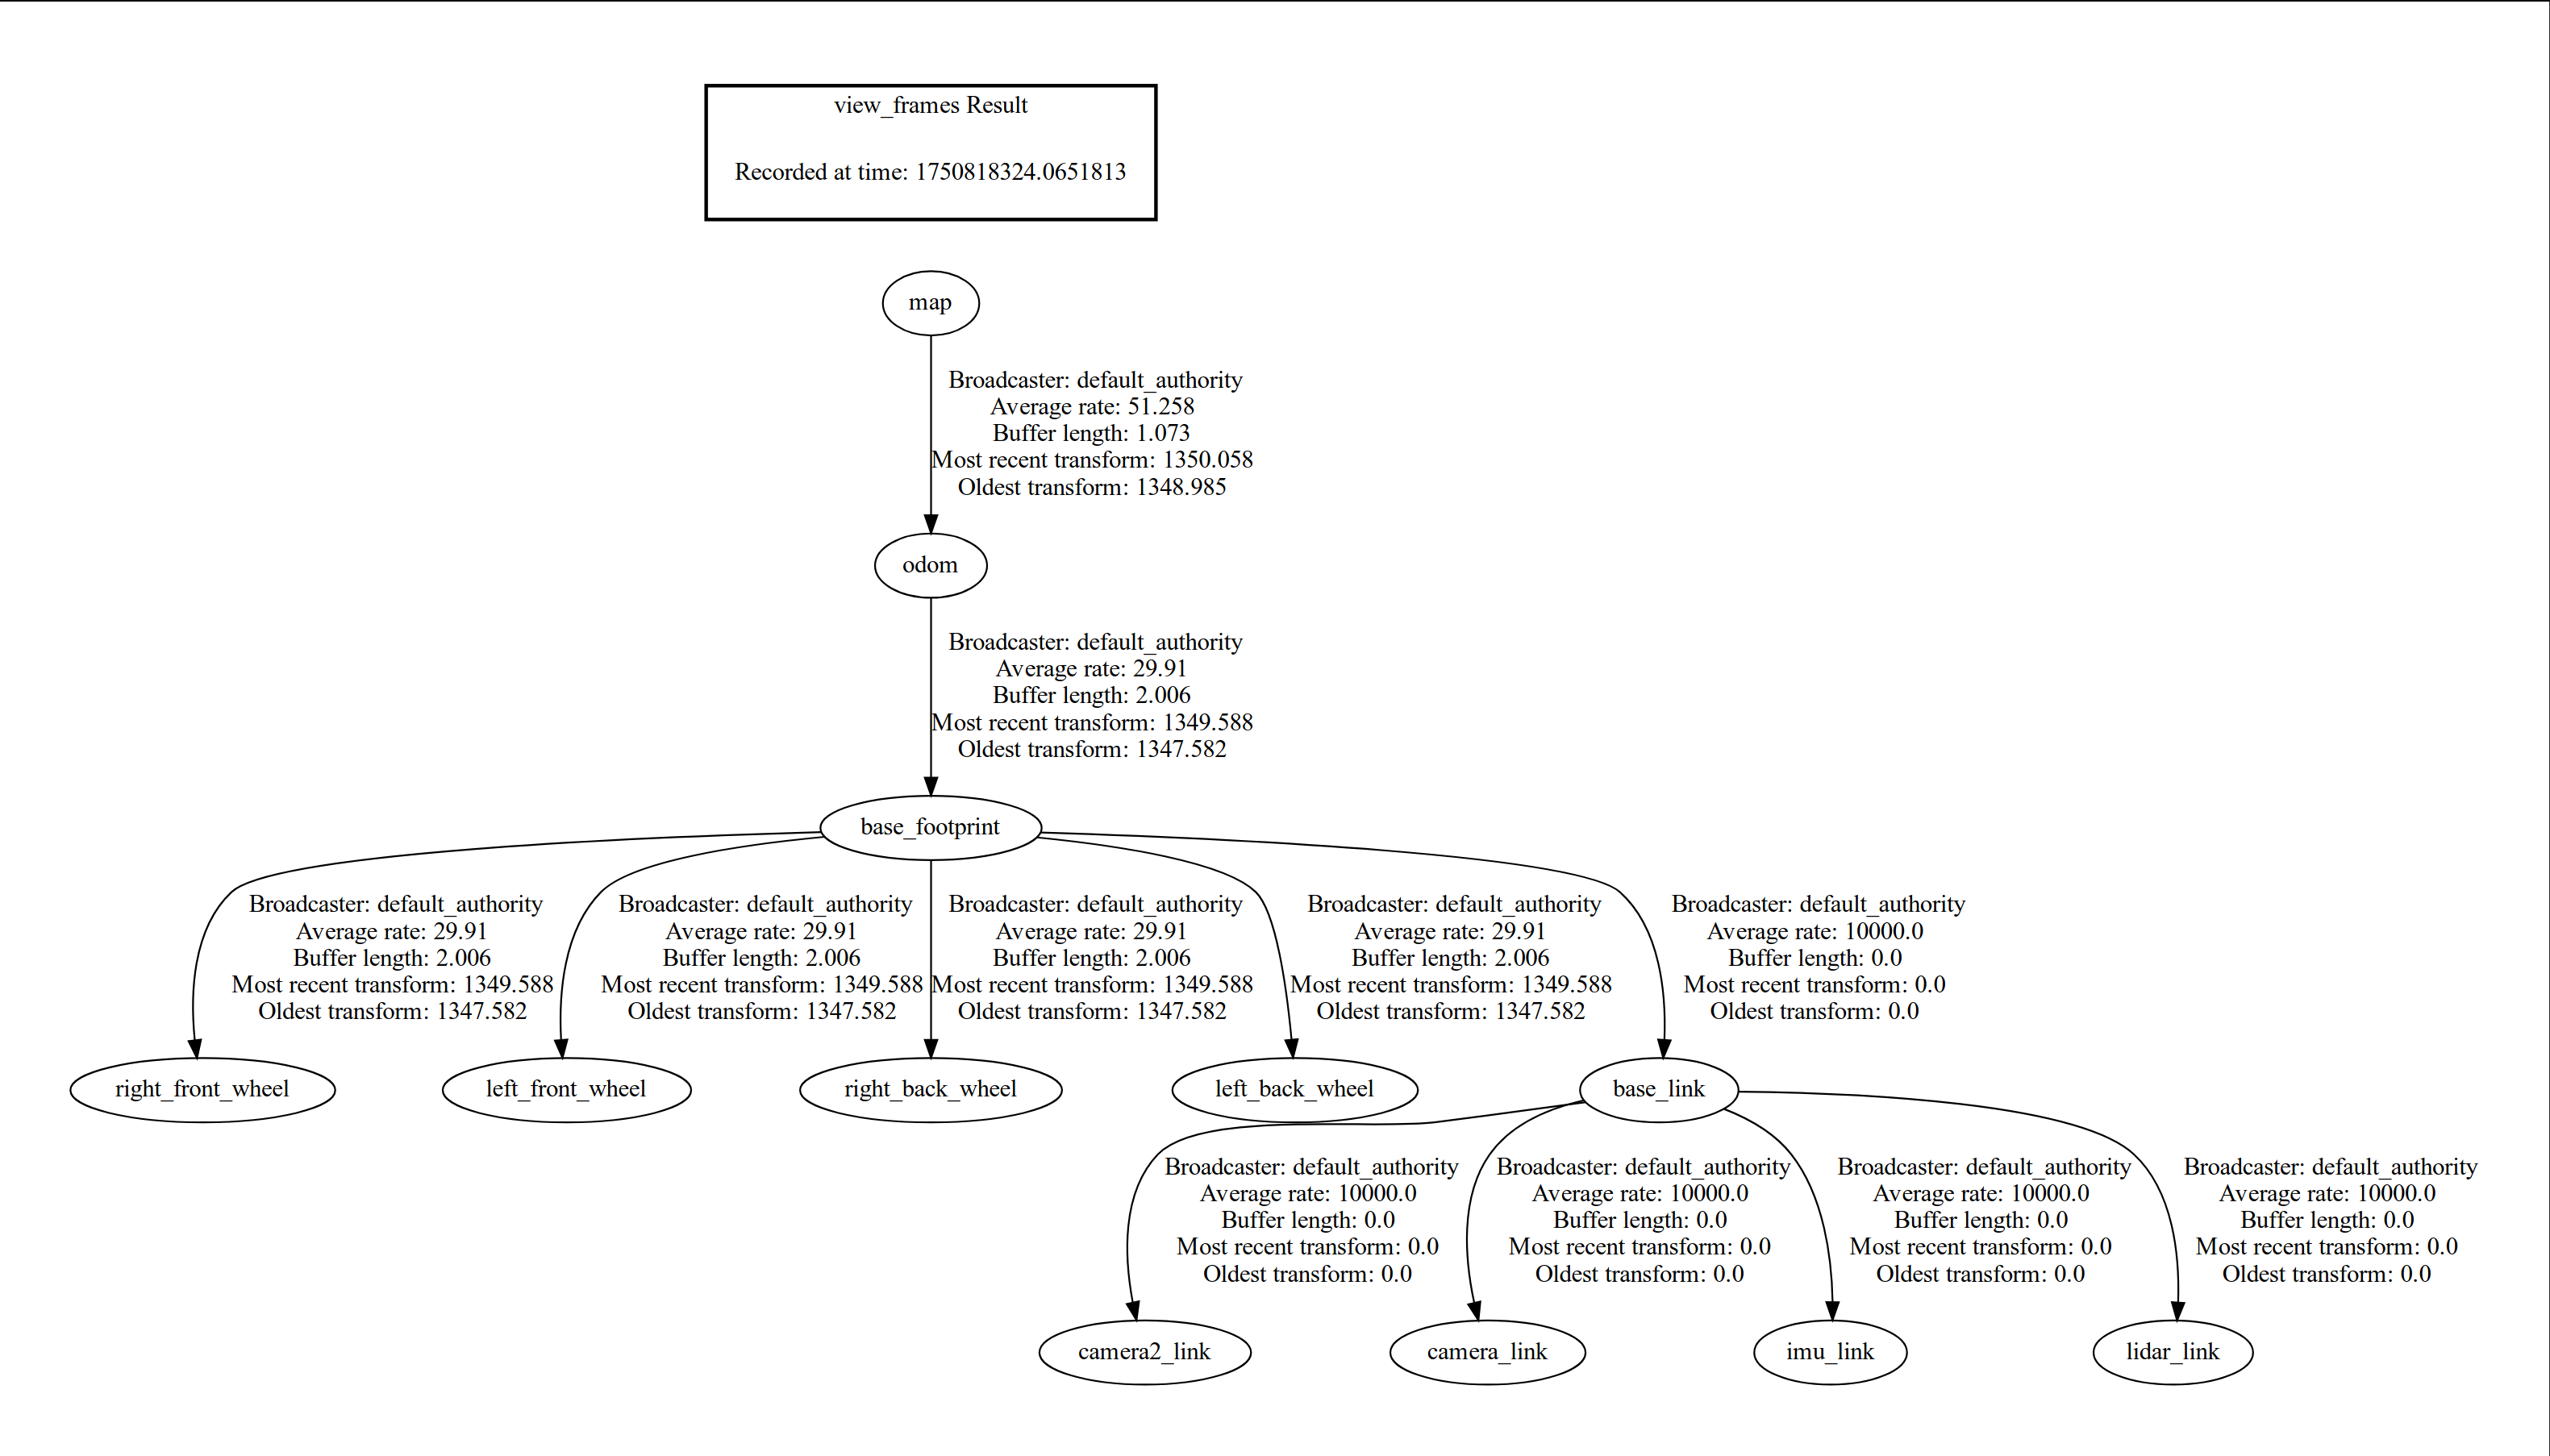 view_frames Result
Recorded at time: 1750818324.0651813
map
Broadcaster: default_authority
Average rate: 51.258
Buffer length: 1.073
Most recent transform: 1350.058
Oldest transform: 1348.985
odom
Broadcaster: default_authority
Average rate: 29.91
Buffer length: 2.006
Most recent transform: 1349.588
Oldest transform: 1347.582
base_footprint
Broadcaster: default_authority
Average rate: 29.91
Buffer length: 2.006
Most recent transform: 1349.588
Oldest transform: 1347.582
Broadcaster: default_authority
Average rate: 29.91
Buffer length: 2.006
Most recent transform: 1349.588
Oldest transform: 1347.582
Broadcaster: default_authority
Average rate: 29.91
Buffer length: 2.006
Most recent transform: 1349.588
Oldest transform: 1347.582
Broadcaster: default_authority
Average rate: 29.91
Buffer length: 2.006
Most recent transform: 1349.588
Oldest transform: 1347.582
Broadcaster: default_authority
Average rate: 10000.0
Buffer length: 0.0
Most recent transform: 0.0
Oldest transform: 0.0
right_front_wheel
left_front_wheel
right_back_wheel
left_back_wheel
base_link
Broadcaster: default_authority
Average rate: 10000.0
Buffer length: 0.0
Most recent transform: 0.0
Oldest transform: 0.0
Broadcaster: default_authority
Average rate: 10000.0
Buffer length: 0.0
Most recent transform: 0.0
Oldest transform: 0.0
Broadcaster: default_authority
Average rate: 10000.0
Buffer length: 0.0
Most recent transform: 0.0
Oldest transform: 0.0
Broadcaster: default_authority
Average rate: 10000.0
Buffer length: 0.0
Most recent transform: 0.0
Oldest transform: 0.0
camera2_link
camera_link
imu_link
lidar_link